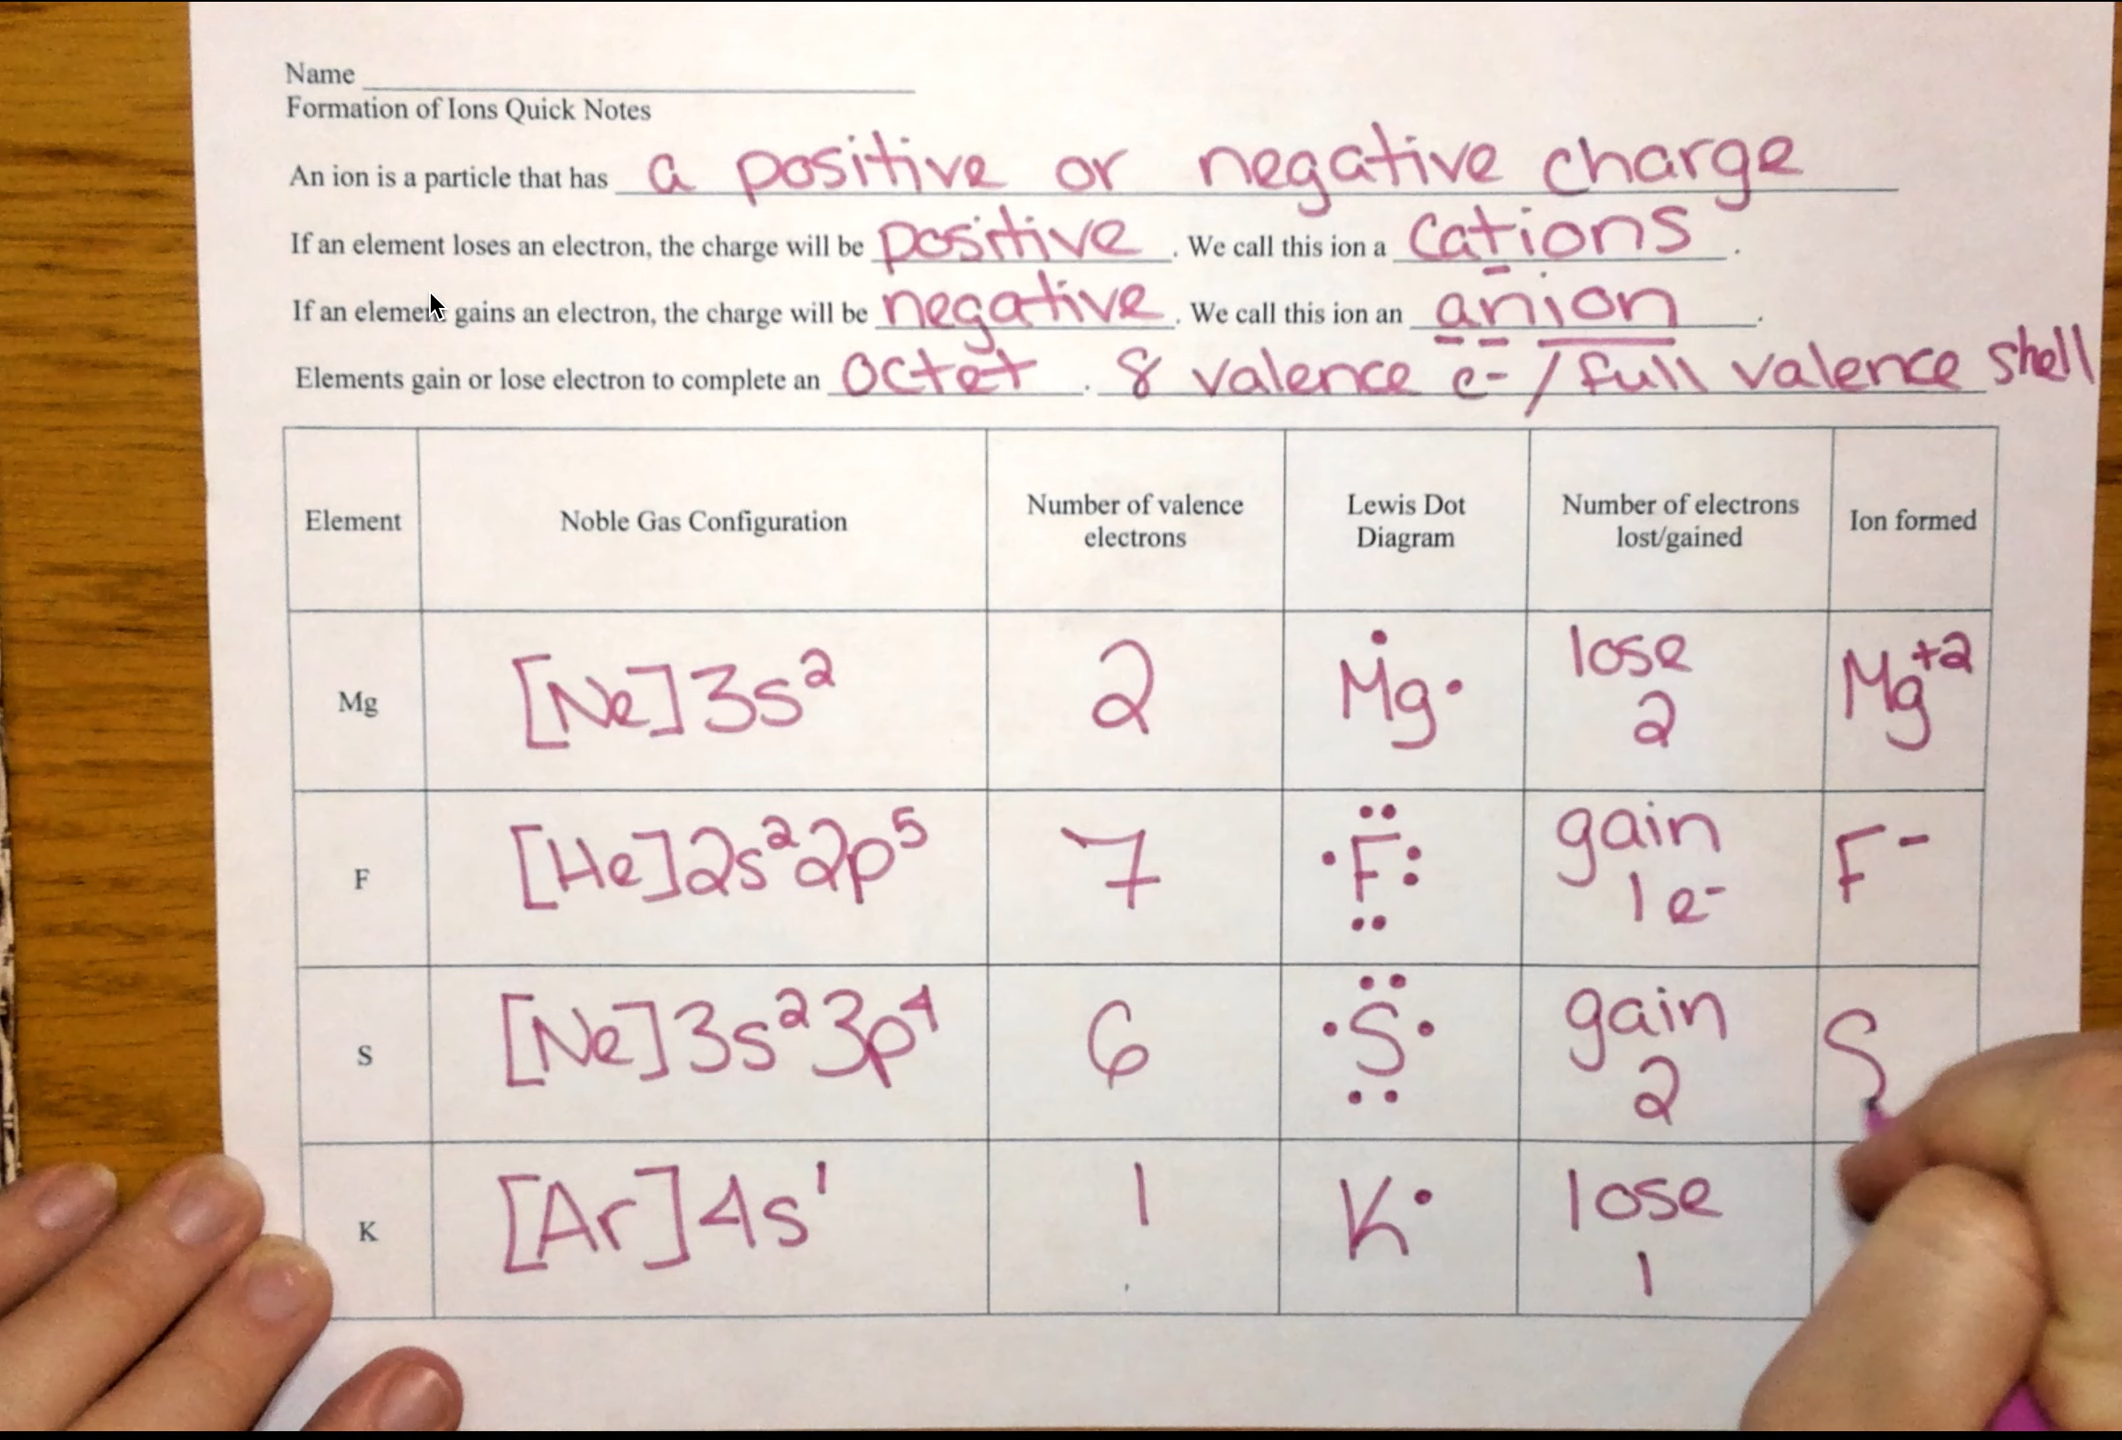 Name
Formation of Ions Quick Notes
An ion is a particle that has a positive or negative charge
If an element loses an electron, the charge will be positive. We call this ion a cations.
If an element gains an electron, the charge will be negative. We call this ion an anion.
Elements gain or lose electron to complete an octet. 8 valence e- / full valence shell
Element Noble Gas Configuration Number of valence electrons Lewis Dot Diagram Number of electrons lost/gained Ion formed
Mg [Ne]3s² 2 Mg lose 2 Mg⁺²
F [He]2s²2p⁵ 7 F gain 1 e⁻ F⁻
S [Ne]3s²3p⁴ 6 S gain 2 S
K [Ar]4s¹ 1 K lose 1